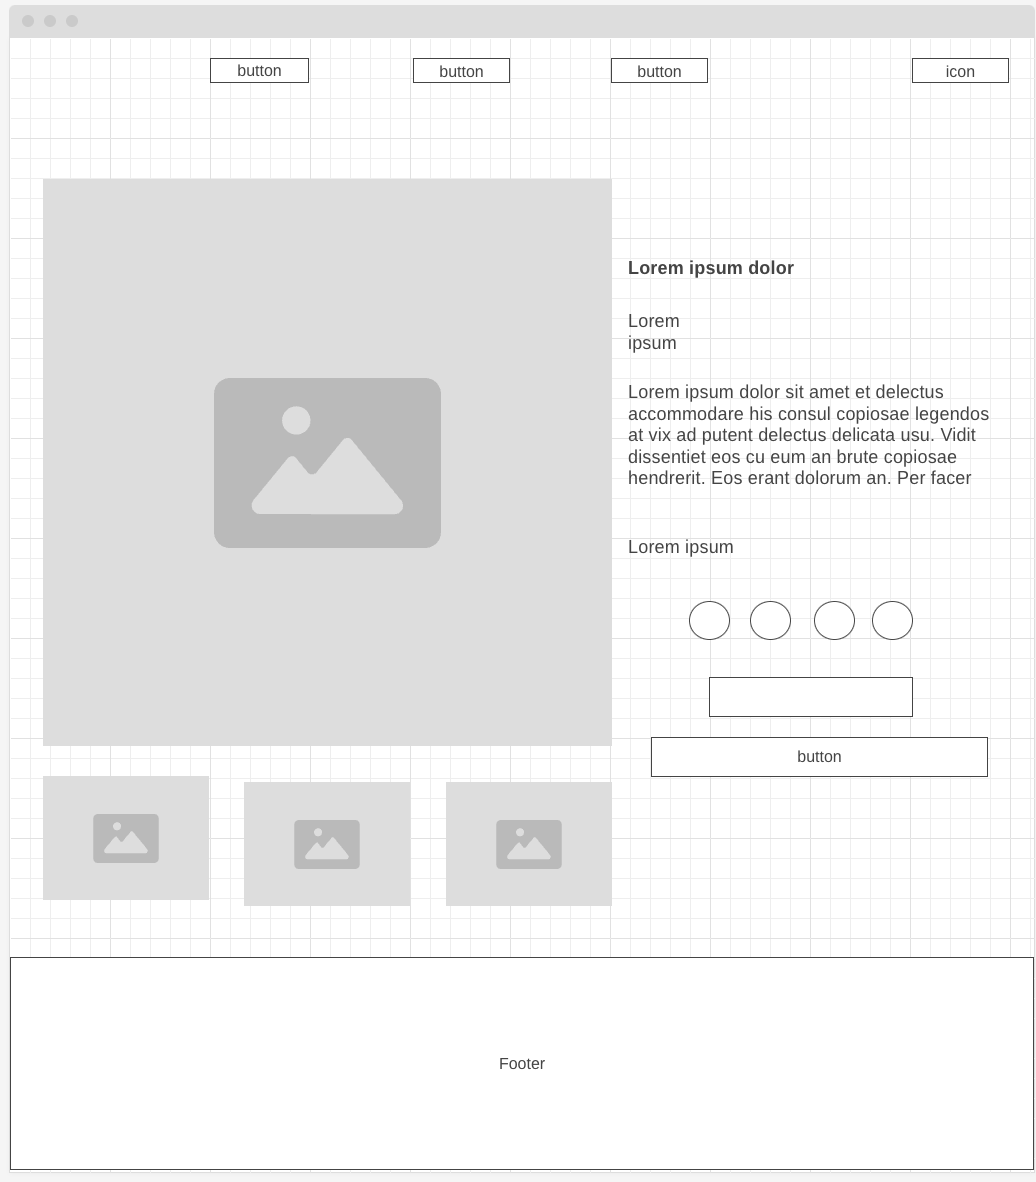 button
button
button
icon
Lorem ipsum dolor
Lorem
ipsum
Lorem ipsum dolor sit amet et delectus
accommodare his consul copiosae legendos
at vix ad putent delectus delicata usu. Vidit
dissentiet eos cu eum an brute copiosae
hendrerit. Eos erant dolorum an. Per facer
Lorem ipsum
button
Footer